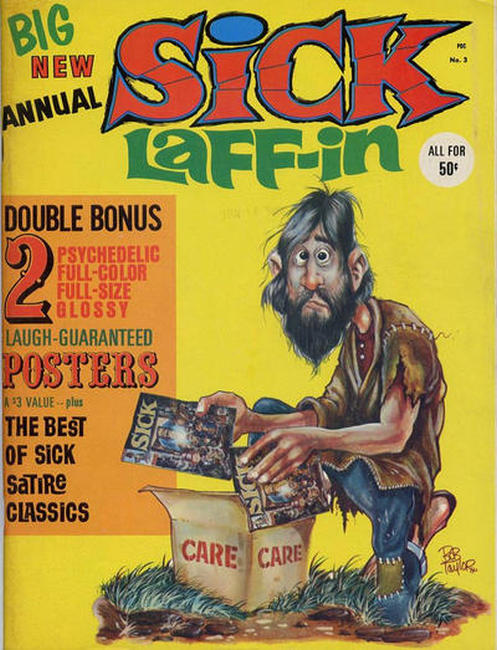 BIG
NEW
ANNUAL
SiCK
LAFF-iN
POC
No. 3
ALL FOR
50¢
DOUBLE BONUS
2
PSYCHEDELIC
FULL-COLOR
FULL-SIZE
GLOSSY
LAUGH-GUARANTEED
POSTERS
A $3 VALUE -- plus
THE BEST
OF SiCK
SATiRe
CLASSiCS
SICK
SICK
CARE
CARE
BOB
Taylor